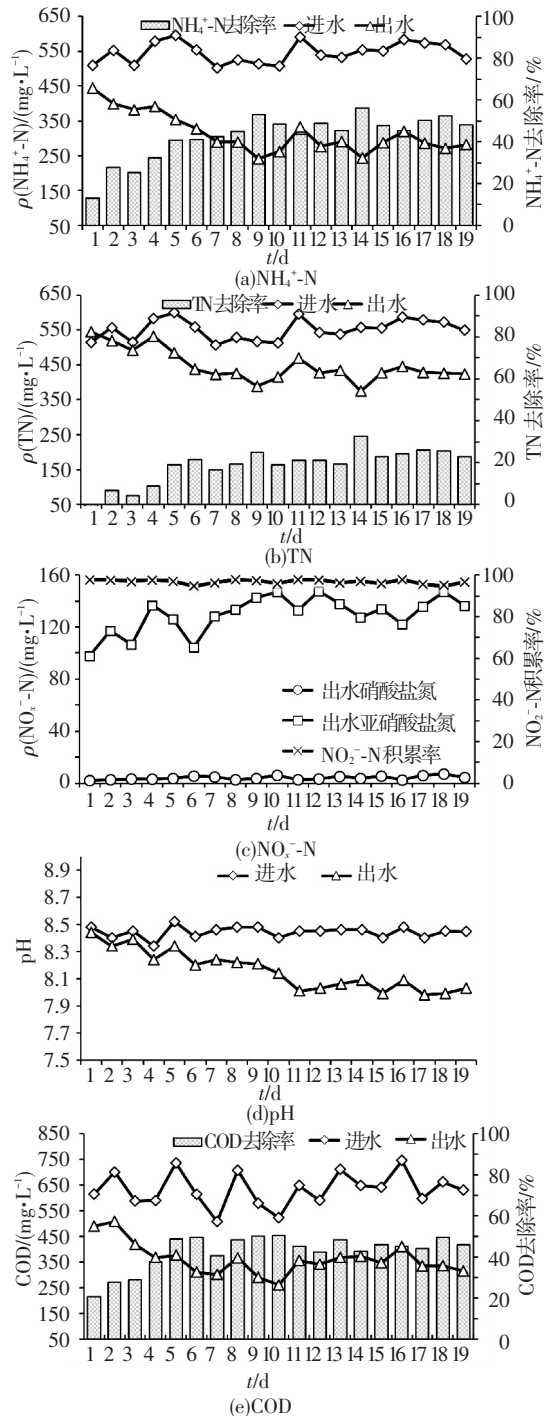 NH₄⁺-N去除率 进水 出水
ρ(NH₄⁺-N)/(mg•L⁻¹)
650
550
450
350
250
150
50
100
80
60
40
20
0
NH₄⁺-N去除率/%
1 2 3 4 5 6 7 8 9 10 11 12 13 14 15 16 17 18 19
t/d
(a)NH₄⁺-N
TN去除率 进水 出水
ρ(TN)/(mg•L⁻¹)
650
550
450
350
250
150
50
100
80
60
40
20
0
TN去除率/%
1 2 3 4 5 6 7 8 9 10 11 12 13 14 15 16 17 18 19
t/d
(b)TN
ρ(NOₓ⁻-N)/(mg•L⁻¹)
160
120
80
40
0
100
80
60
40
20
0
NO₂⁻-N积累率/%
出水硝酸盐氮
出水亚硝酸盐氮
NO₂⁻-N积累率
1 2 3 4 5 6 7 8 9 10 11 12 13 14 15 16 17 18 19
t/d
(c)NOₓ⁻-N
进水 出水
pH
8.9
8.7
8.5
8.3
8.1
7.9
7.5
1 2 3 4 5 6 7 8 9 10 11 12 13 14 15 16 17 18 19
t/d
(d)pH
COD去除率 进水 出水
COD/(mg•L⁻¹)
850
750
650
550
450
350
250
150
50
100
80
60
40
20
0
COD去除率/%
1 2 3 4 5 6 7 8 9 10 11 12 13 14 15 16 17 18 19
t/d
(e)COD